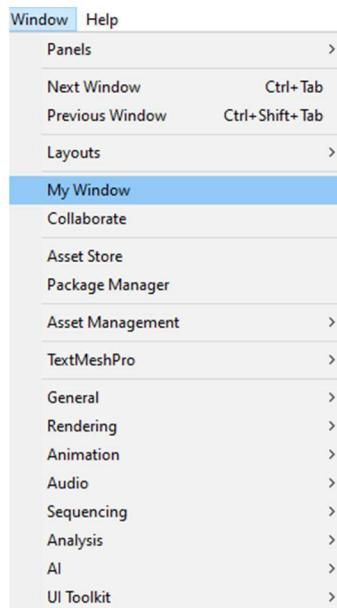 Window Help
Panels
Next Window Ctrl+Tab
Previous Window Ctrl+Shift+Tab
Layouts
My Window
Collaborate
Asset Store
Package Manager
Asset Management
TextMeshPro
General
Rendering
Animation
Audio
Sequencing
Analysis
AI
UI Toolkit